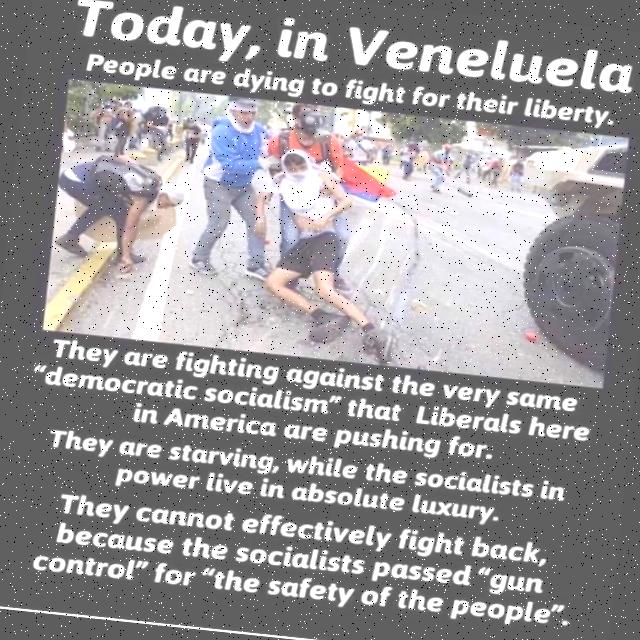 Today, in Veneluela
People are dying to fight for their liberty.
They are fighting against the very same
“democratic socialism” that Liberals here
in America are pushing for.
They are starving, while the socialists in
power live in absolute luxury.
They cannot effectively fight back,
because the socialists passed “gun
control” for “the safety of the people”.